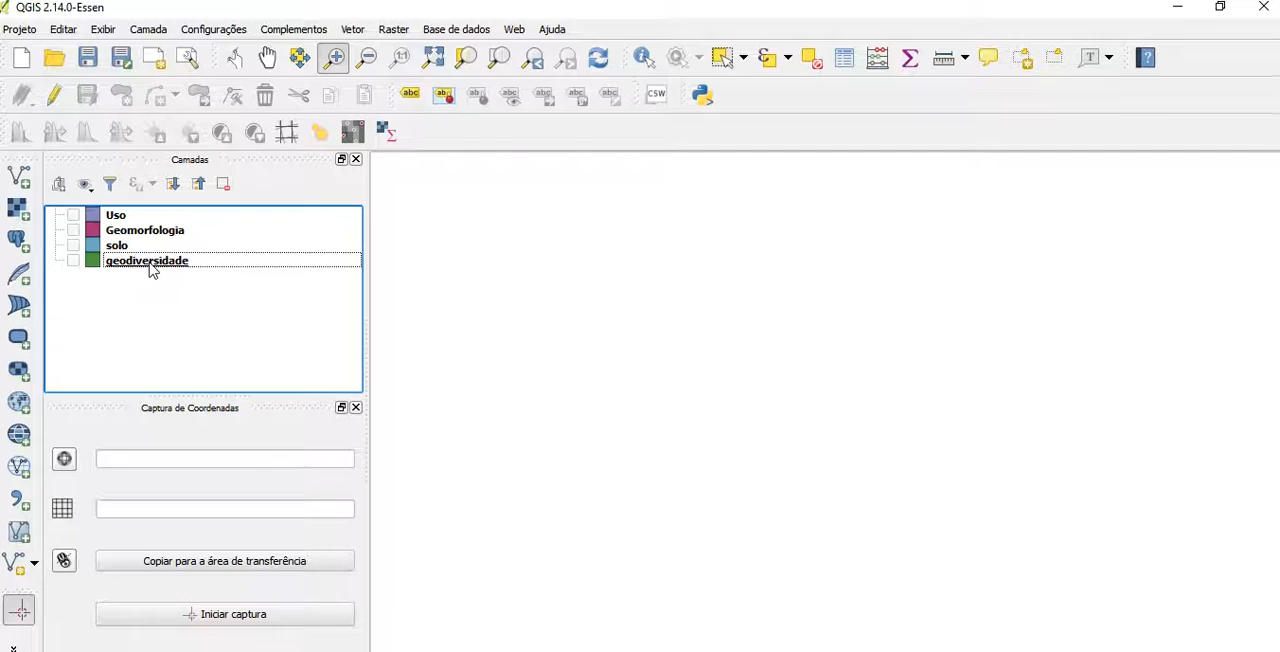 QGIS 2.14.0-Essen
Projeto Editar Exibir Camada Configurações Complementos Vetor Raster Base de dados Web Ajuda
1:1
T
?
abc abc abc abc abc abc abc CSW
Camadas
Uso
Geomorfologia
solo
geodiversidade
Captura de Coordenadas
Copiar para a área de transferência
Iniciar captura